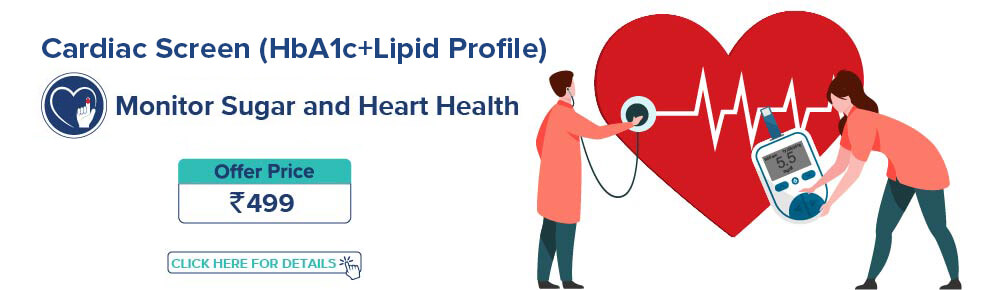 Cardiac Screen (HbA1c+Lipid Profile)
Monitor Sugar and Heart Health
Offer Price
₹499
CLICK HERE FOR DETAILS
5.5